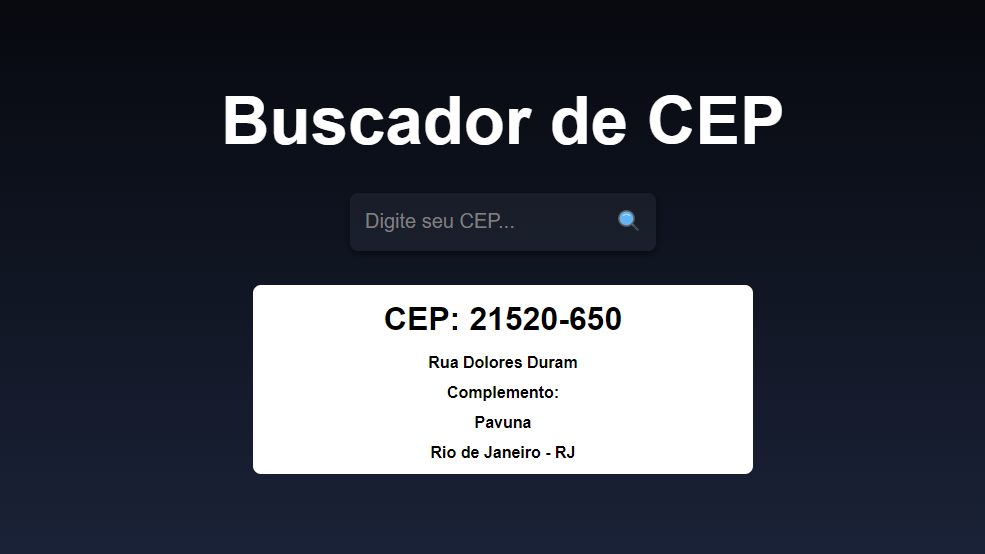 Buscador de CEP
Digite seu CEP...
CEP: 21520-650
Rua Dolores Duram
Complemento:
Pavuna
Rio de Janeiro - RJ